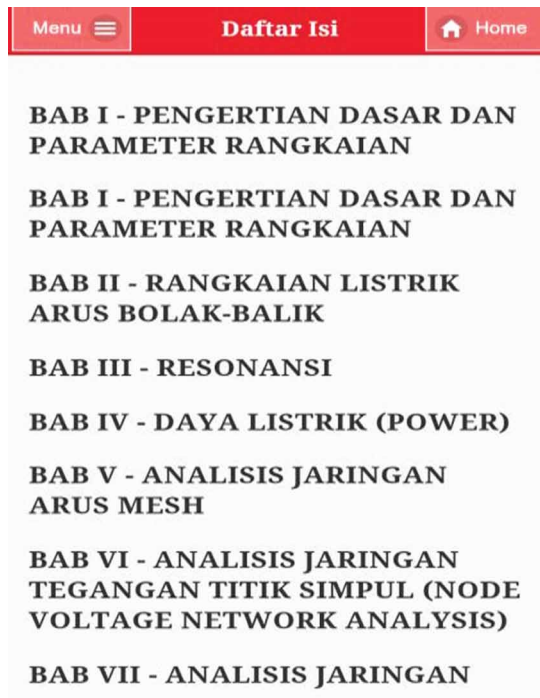 Menu
Daftar Isi
Home
BAB I - PENGERTIAN DASAR DAN
PARAMETER RANGKAIAN
BAB I - PENGERTIAN DASAR DAN
PARAMETER RANGKAIAN
BAB II - RANGKAIAN LISTRIK
ARUS BOLAK-BALIK
BAB III - RESONANSI
BAB IV - DAYA LISTRIK (POWER)
BAB V - ANALISIS JARINGAN
ARUS MESH
BAB VI - ANALISIS JARINGAN
TEGANGAN TITIK SIMPUL (NODE
VOLTAGE NETWORK ANALYSIS)
BAB VII - ANALISIS JARINGAN